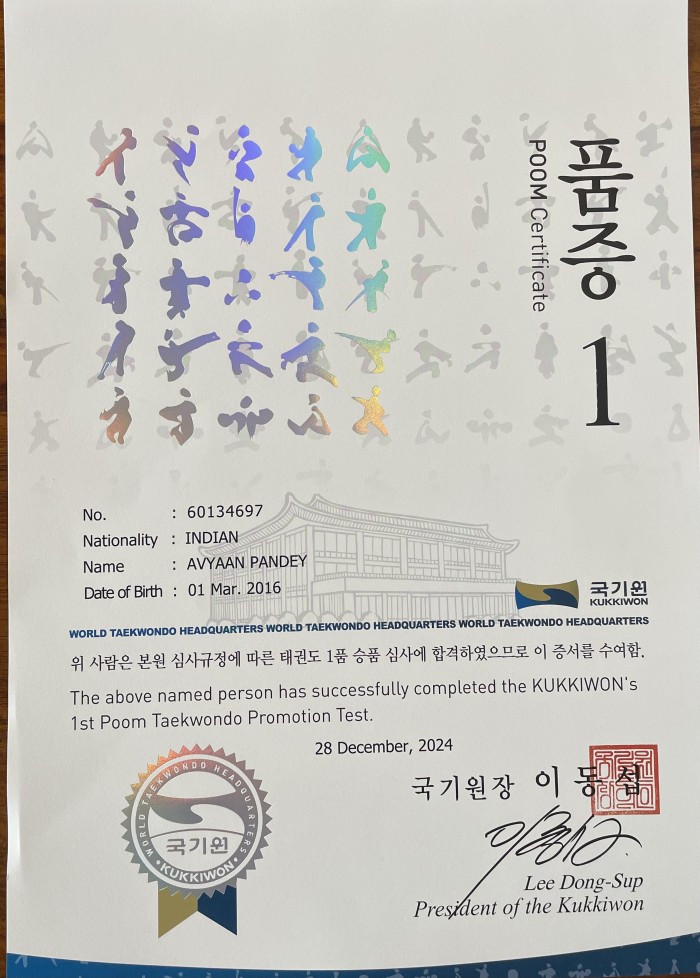 품증 1
POOM Certificate
No. : 60134697
Nationality : INDIAN
Name : AVYAAN PANDEY
Date of Birth : 01 Mar. 2016
국기원
KUKKIWON
WORLD TAEKWONDO HEADQUARTERS WORLD TAEKWONDO HEADQUARTERS WORLD TAEKWONDO HEADQUARTERS
위 사람은 본원 심사규정에 따른 태권도 1품 승품 심사에 합격하였으므로 이 증서를 수여함.
The above named person has successfully completed the KUKKIWON's
1st Poom Taekwondo Promotion Test.
28 December, 2024
국기원장 이동섭
Lee Dong-Sup
President of the Kukkiwon
WORLD TAEKWONDO HEADQUARTERS
국기원
KUKKIWON